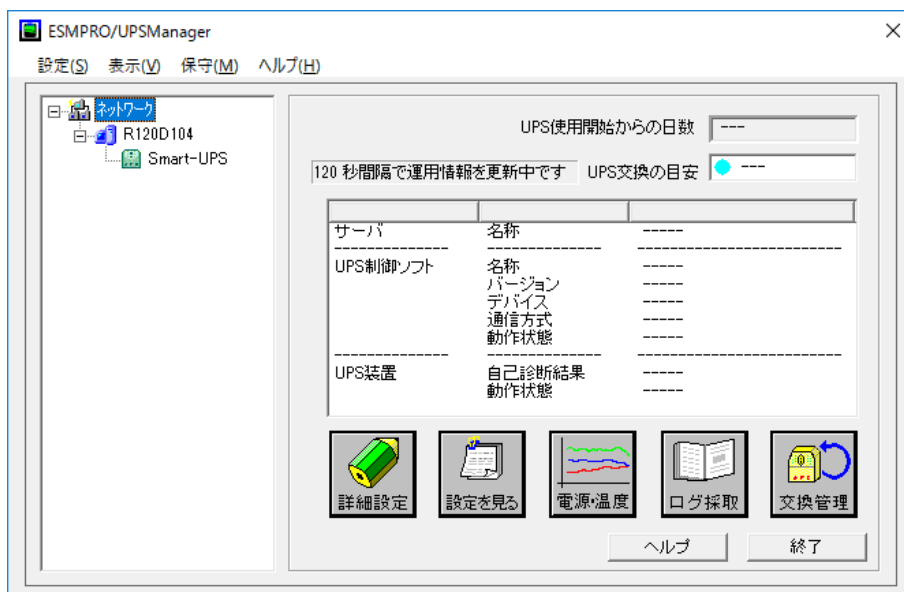 ESMPRO/UPSManager
設定(S) 表示(V) 保守(M) ヘルプ(H)
ネットワーク
R120D104
Smart-UPS
UPS使用開始からの日数 ---
120 秒間隔で運用情報を更新中です UPS交換の目安 ---
サーバ 名称 -----
-------------- -------------- -------------------------
UPS制御ソフト 名称 -----
バージョン -----
デバイス -----
通信方式 -----
動作状態 -----
-------------- -------------- -------------------------
UPS装置 自己診断結果 -----
動作状態 -----
詳細設定 設定を見る 電源・温度 ログ採取 交換管理
ヘルプ 終了